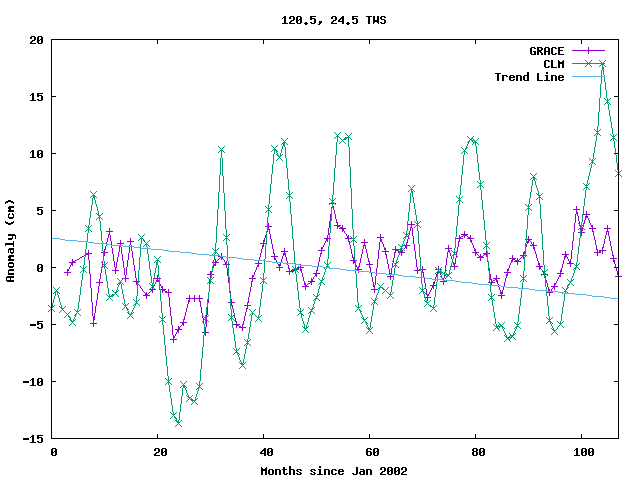 120.5, 24.5 TWS
GRACE
CLM
Trend Line
20
15
10
5
0
-5
-10
-15
Anomaly (cm)
0 20 40 60 80 100
Months since Jan 2002